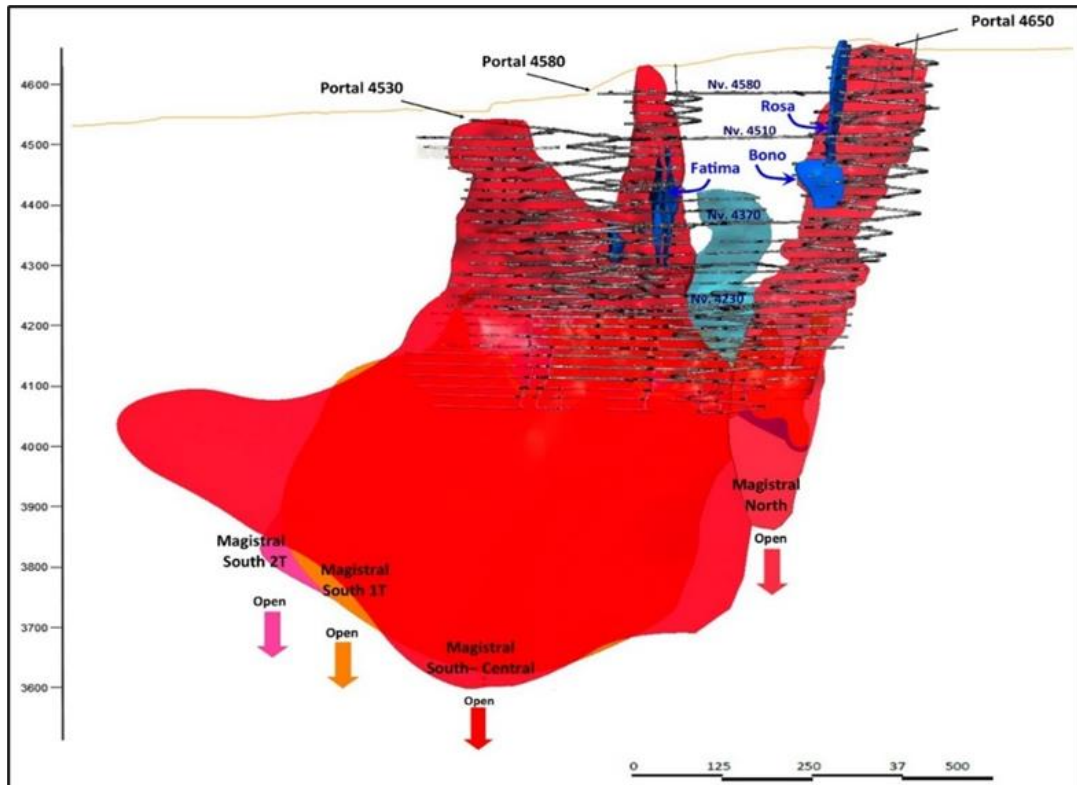 Portal 4650
Portal 4580
Portal 4530
4600
4500
4400
4300
4200
4100
4000
3900
3800
3700
3600
Nv. 4580
Rosa
Nv. 4510
Bono
Fatima
Nv. 4370
Nv. 4230
Magistral
North
Open
Magistral
South 2T
Open
Magistral
South 1T
Open
Magistral
South– Central
Open
0 125 250 37 500